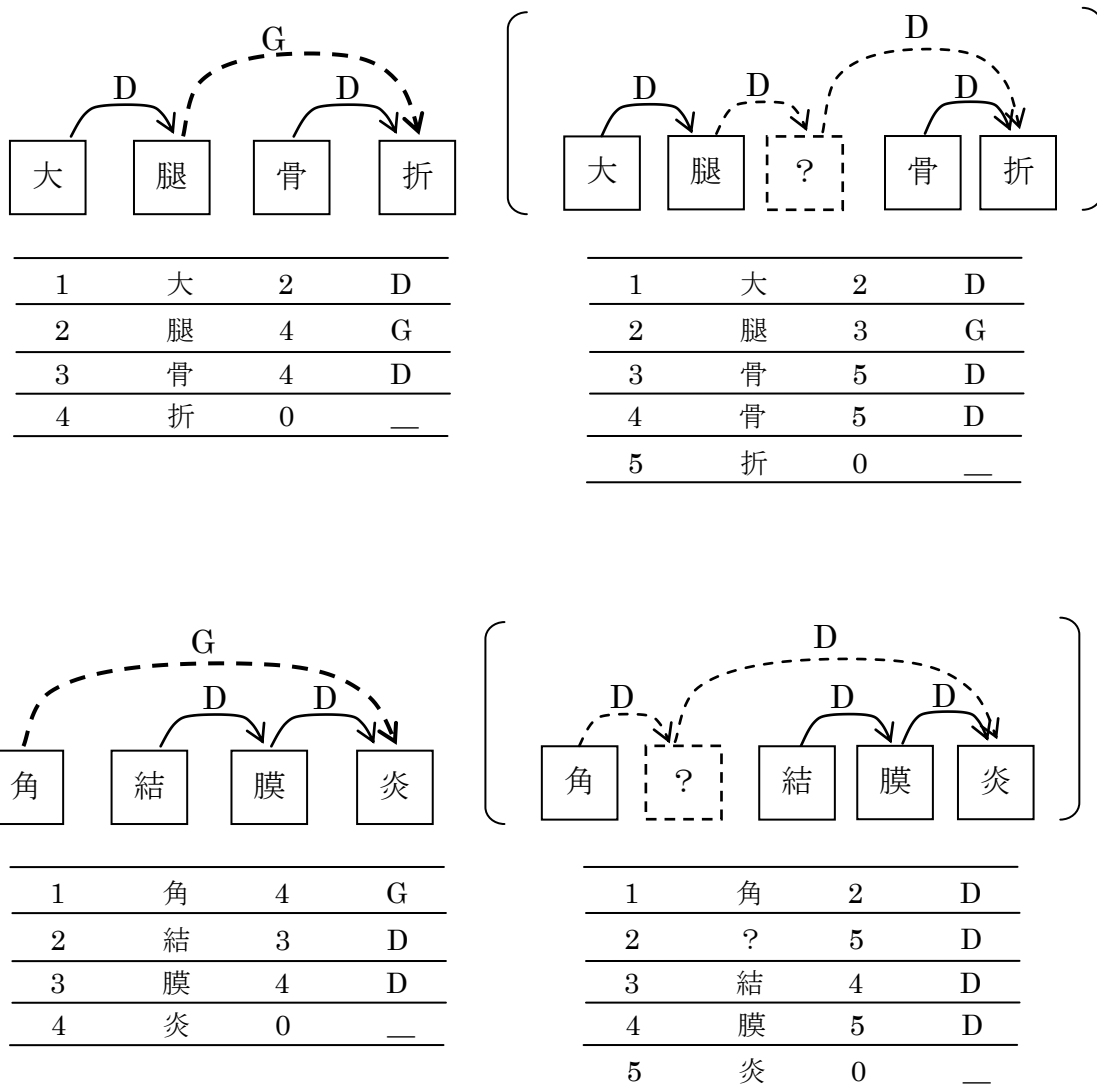 G
D D
大 腿 骨 折
D
D D D
大 腿 ? 骨 折
1 大 2 D
2 腿 4 G
3 骨 4 D
4 折 0 __
1 大 2 D
2 腿 3 G
3 骨 5 D
4 骨 5 D
5 折 0 __
G
D D
角 結 膜 炎
D
D D D
角 ? 結 膜 炎
1 角 4 G
2 結 3 D
3 膜 4 D
4 炎 0 __
1 角 2 D
2 ? 5 D
3 結 4 D
4 膜 5 D
5 炎 0 __